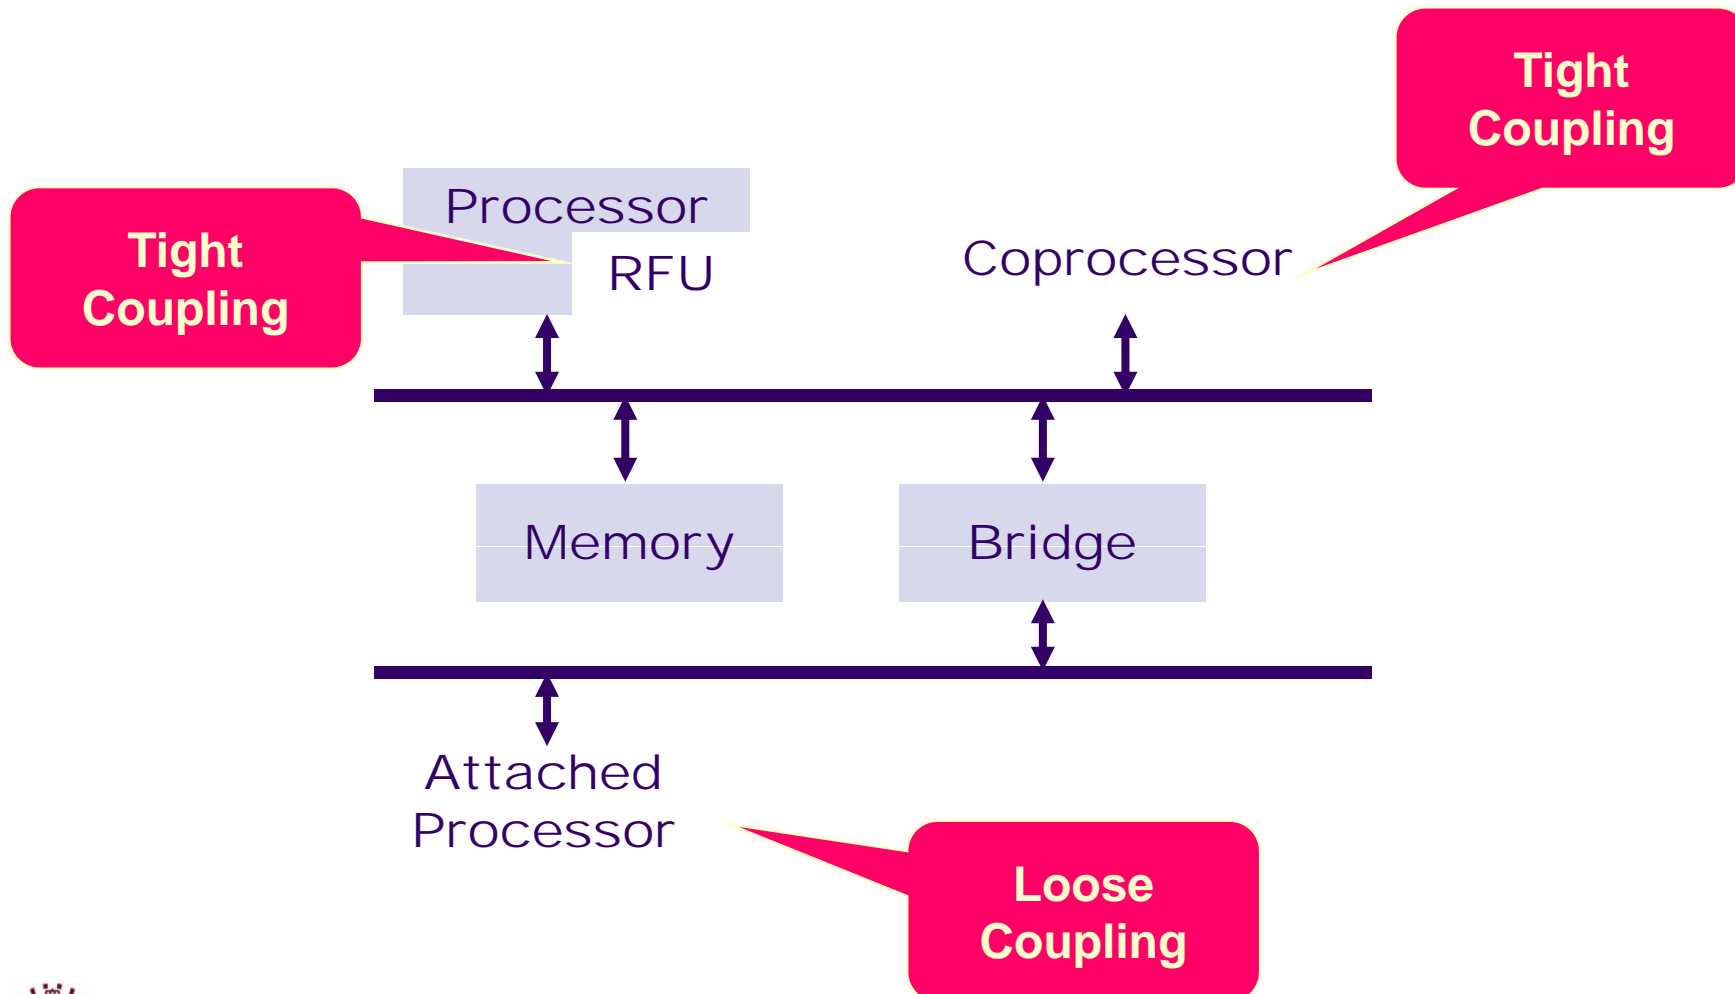 Tight
Coupling
Processor
Tight
Coupling
RFU
Coprocessor
Memory
Bridge
Attached
Processor
Loose
Coupling